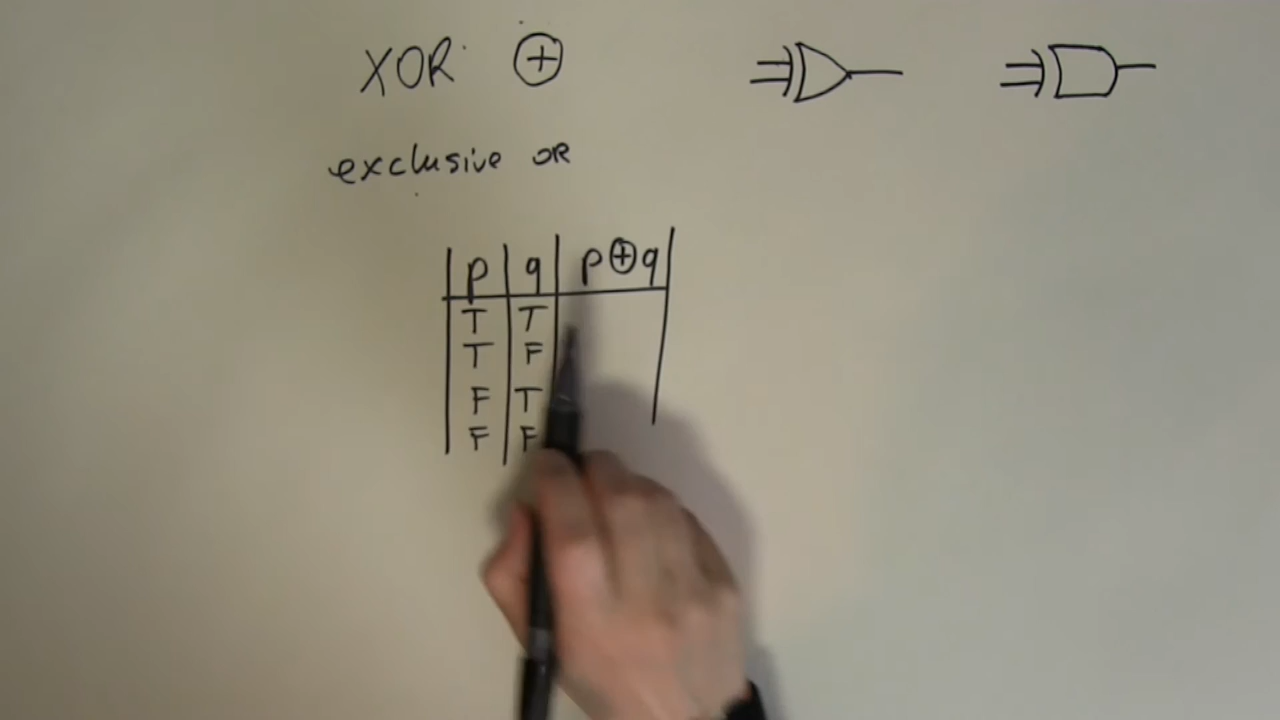 XOR ⊕
exclusive OR
p q p⊕q
T T
T F
F T
F F